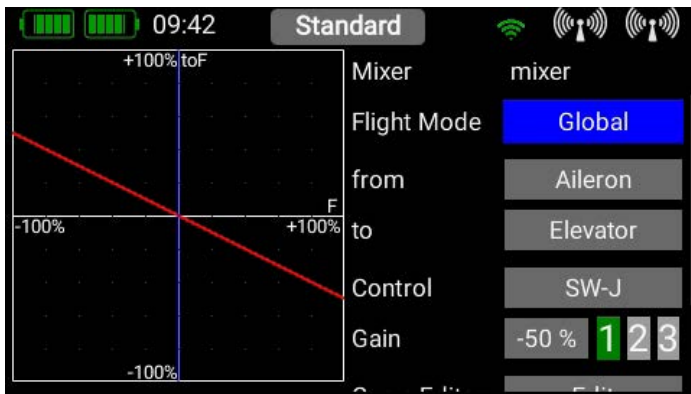 09:42 Standard
+100% toF
F
-100% +100%
-100%
Mixer mixer
Flight Mode Global
from Aileron
to Elevator
Control SW-J
Gain -50 % 1 2 3